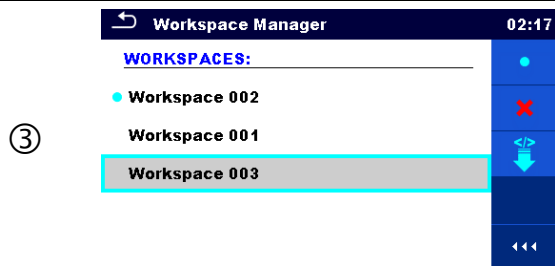 Workspace Manager 02:17
WORKSPACES:
Workspace 002
③
Workspace 001
</>
Workspace 003